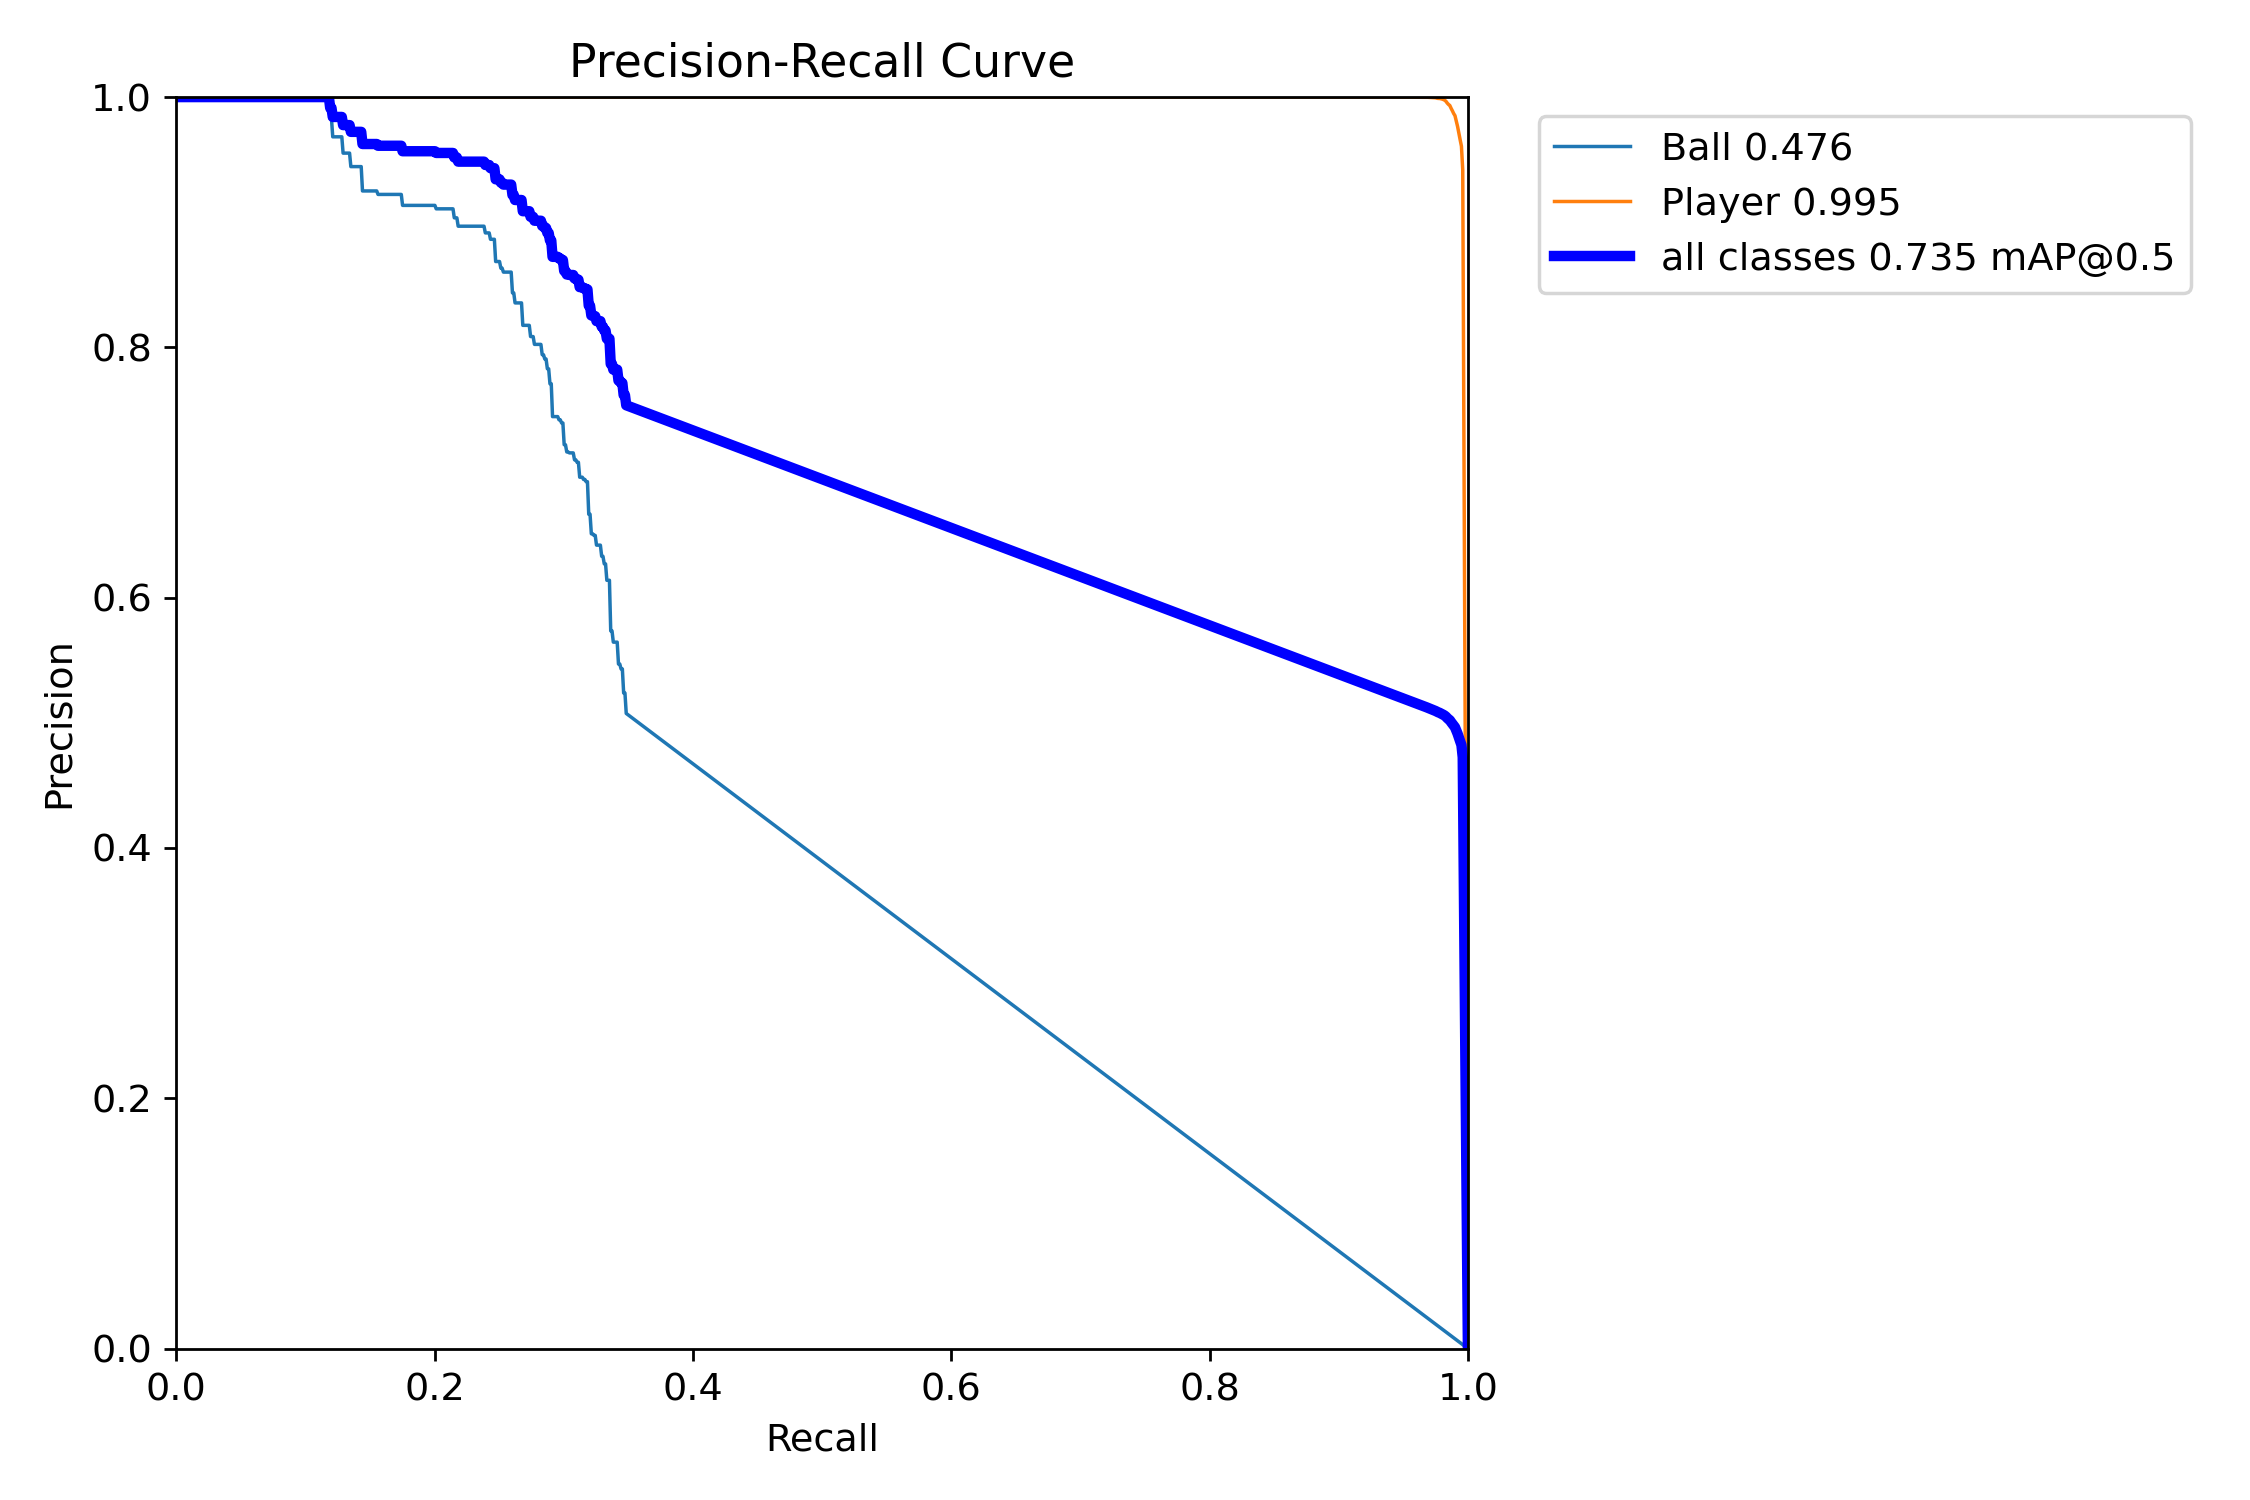 Precision-Recall Curve
1.0
0.8
0.6
0.4
0.2
0.0
Precision
0.0 0.2 0.4 0.6 0.8 1.0
Recall
Ball 0.476
Player 0.995
all classes 0.735 mAP@0.5